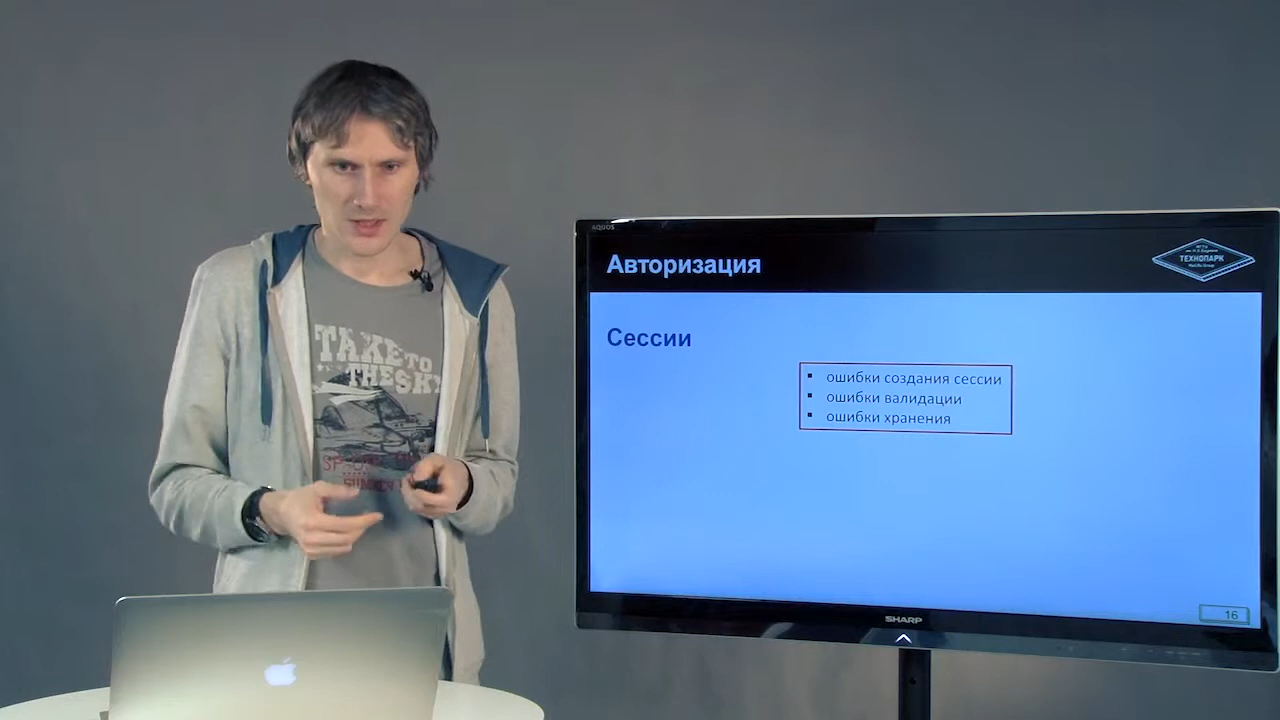 TAKE TO
THE SKY
AQUOS
Авторизация
ТЕХНОПАРК
Сессии
ошибки создания сессии
ошибки валидации
ошибки хранения
16
SHARP